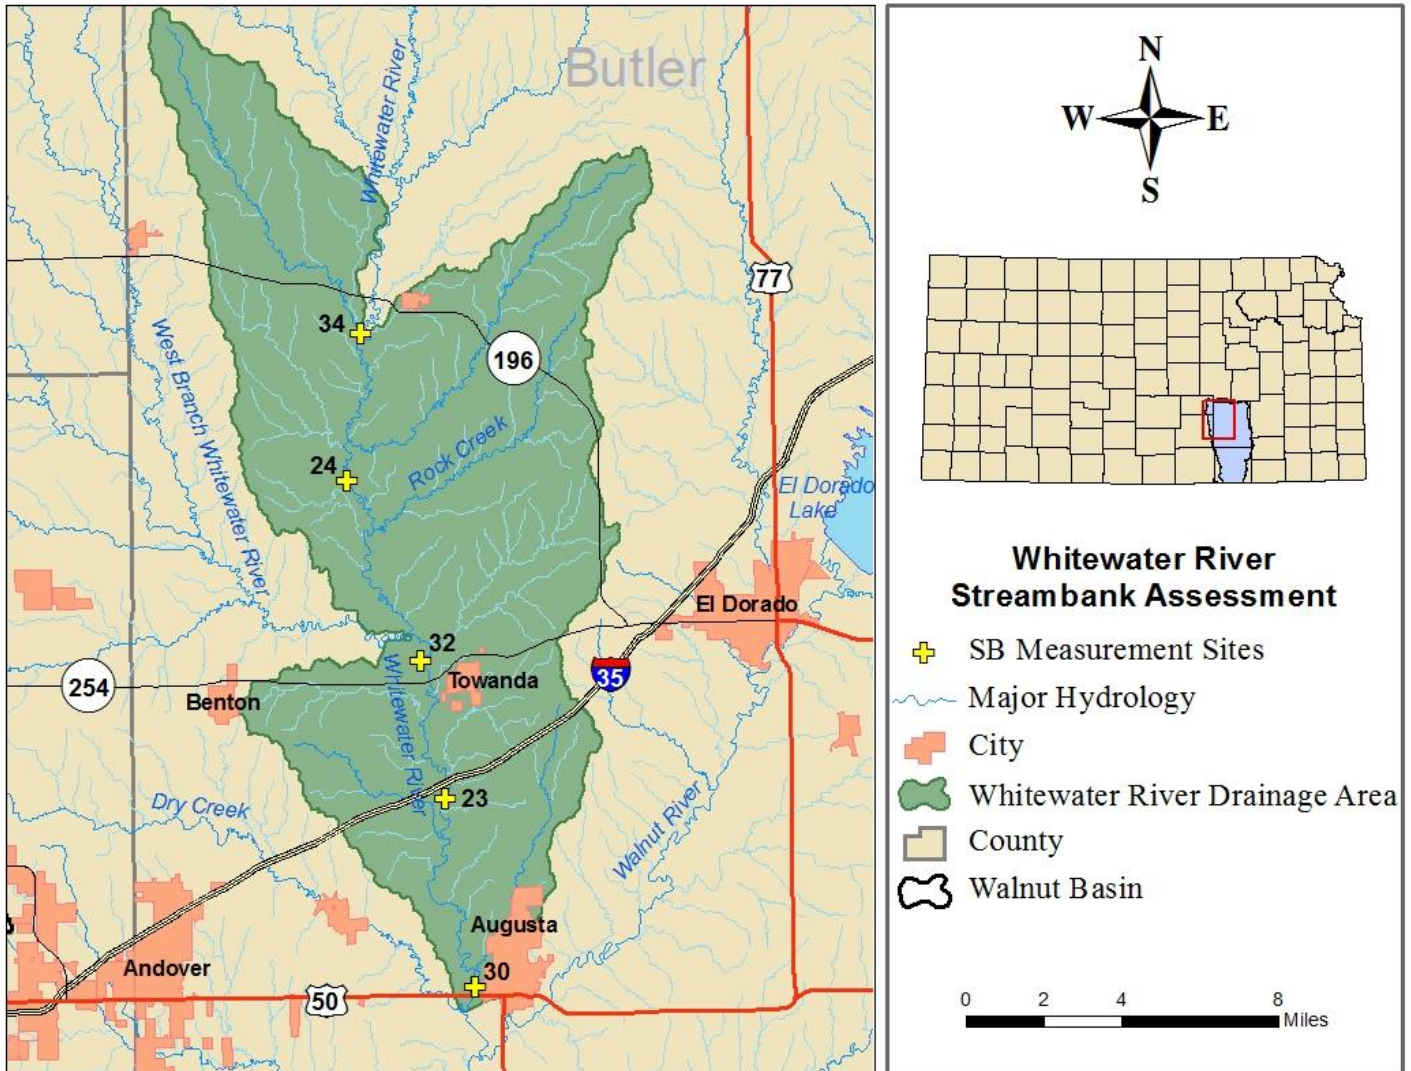 Butler
Whitewater River
77
34
196
West Branch Whitewater River
24
Rock Creek
El Dorado
Lake
El Dorado
32
254
Benton
Towanda
35
Whitewater River
23
Dry Creek
Walnut River
Augusta
Andover
30
50
N
W
E
S
Whitewater River
Streambank Assessment
SB Measurement Sites
Major Hydrology
City
Whitewater River Drainage Area
County
Walnut Basin
0 2 4 8
Miles